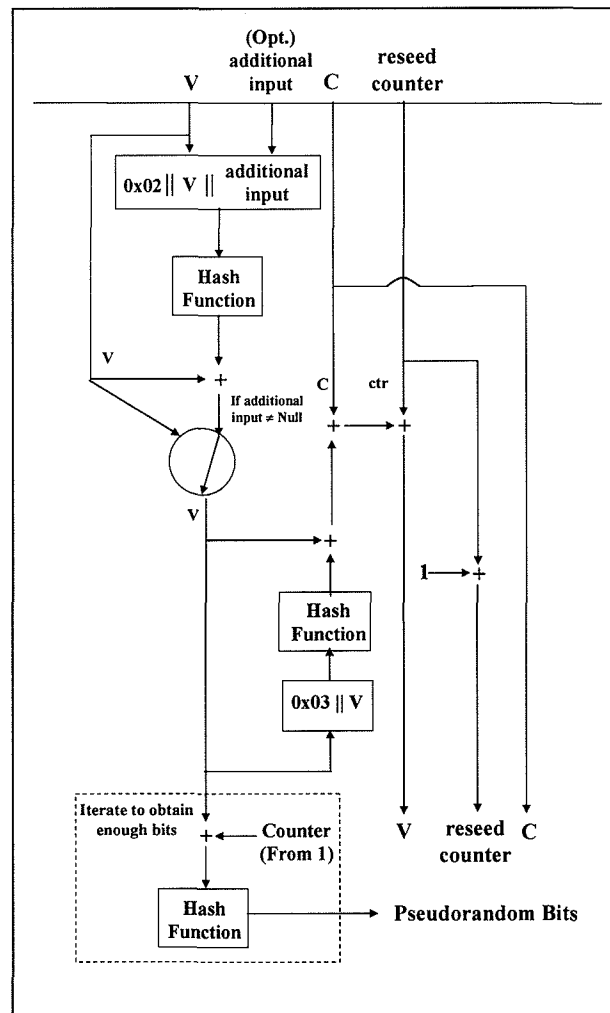 (Opt.)
additional
input
V
C
reseed
counter
0x02 || V ||
additional
input
Hash
Function
V
+
If additional
input ≠ Null
C
ctr
+
+
V
+
1
+
Hash
Function
0x03 || V
Iterate to obtain
enough bits
+
Counter
(From 1)
V
reseed
counter
C
Hash
Function
Pseudorandom Bits